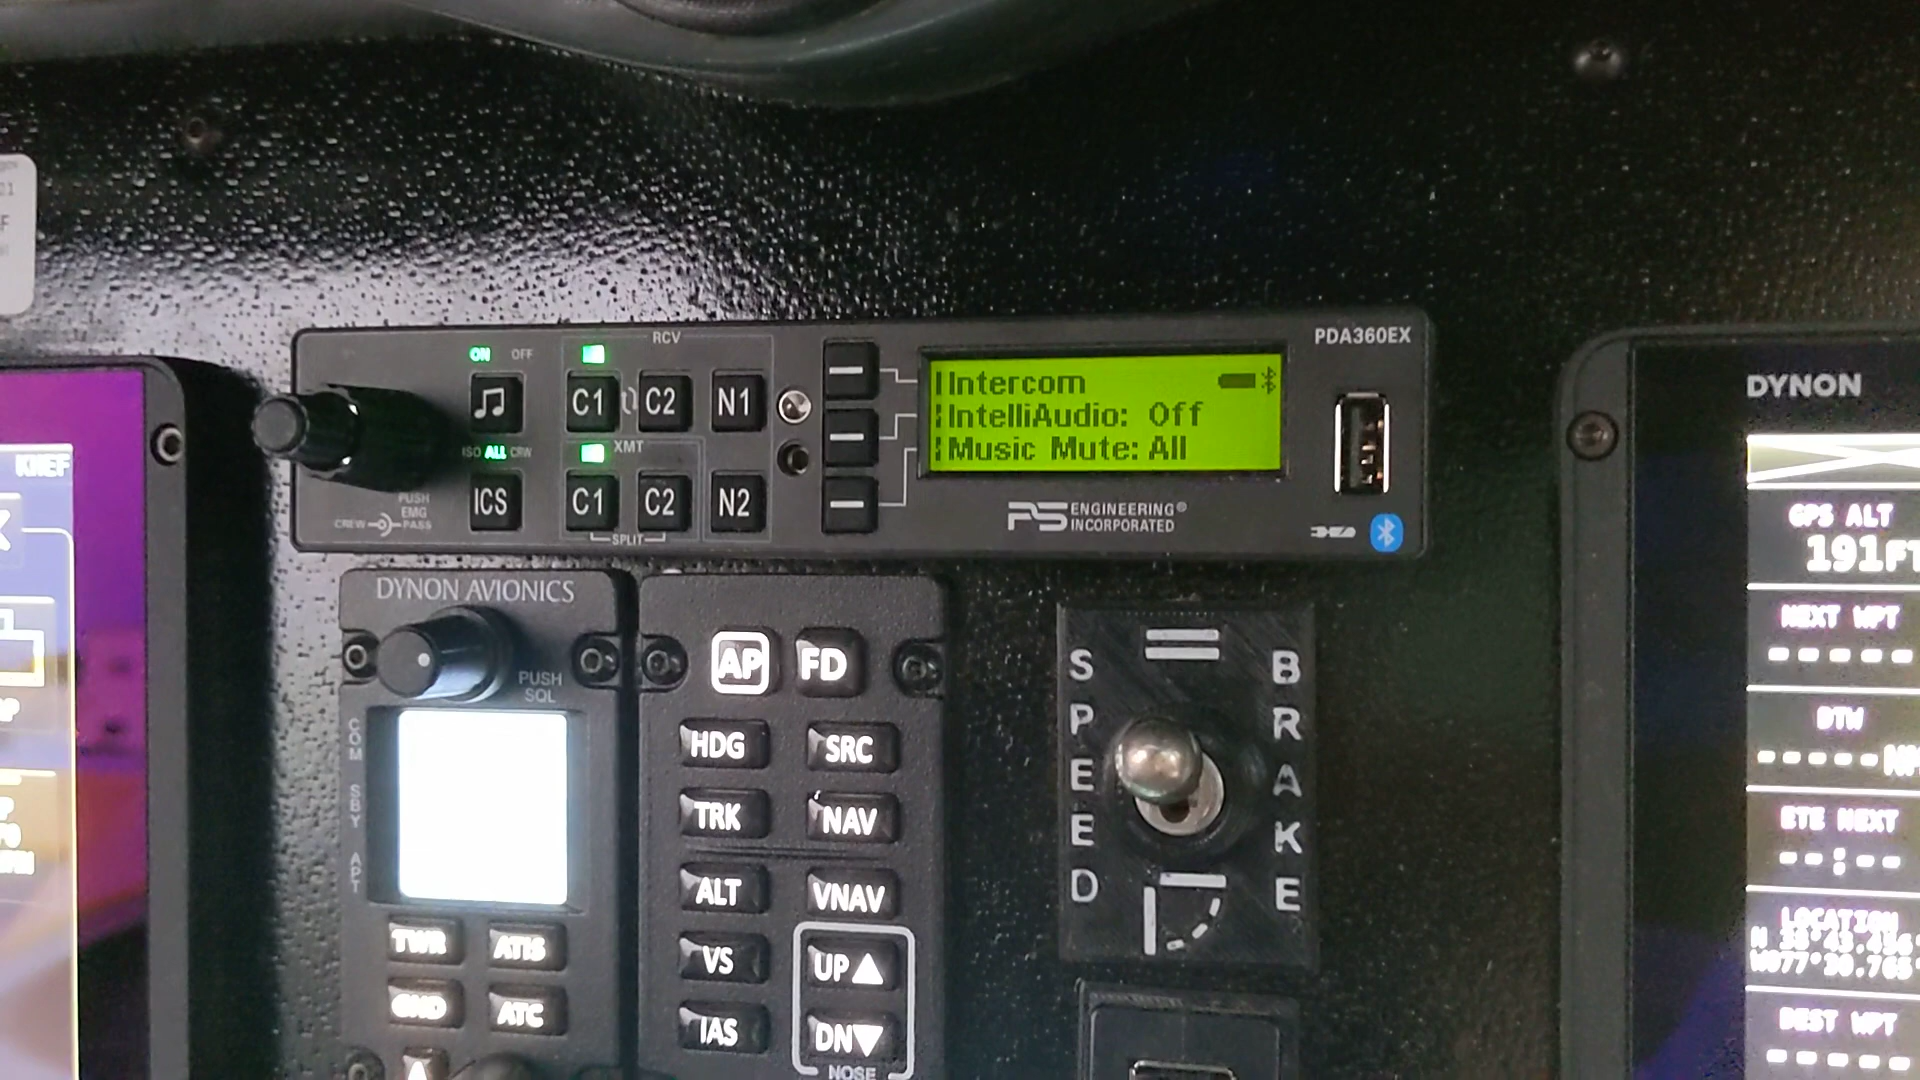 RCV
PDA360EX
ON OFF
C1 C2 N1
Intercom
IntelliAudio: Off
Music Mute: All
ISO ALL CRW
XMT
ICS
C1 C2 N2
PUSH
EMG
CREW PASS
SPLIT
PS ENGINEERING®
INCORPORATED
DYNON
KHEF
DYNON AVIONICS
PUSH
SQL
COM SBY APT
TWR ATIS
GND ATC
AP FD
HDG SRC
TRK NAV
ALT VNAV
VS UP
IAS DN
NOSE
SPEED BRAKE
GPS ALT
191FT
NEXT WPT
-----
DTW
-----NM
ETE NEXT
--:--
LOCATION
DEST WPT
-----